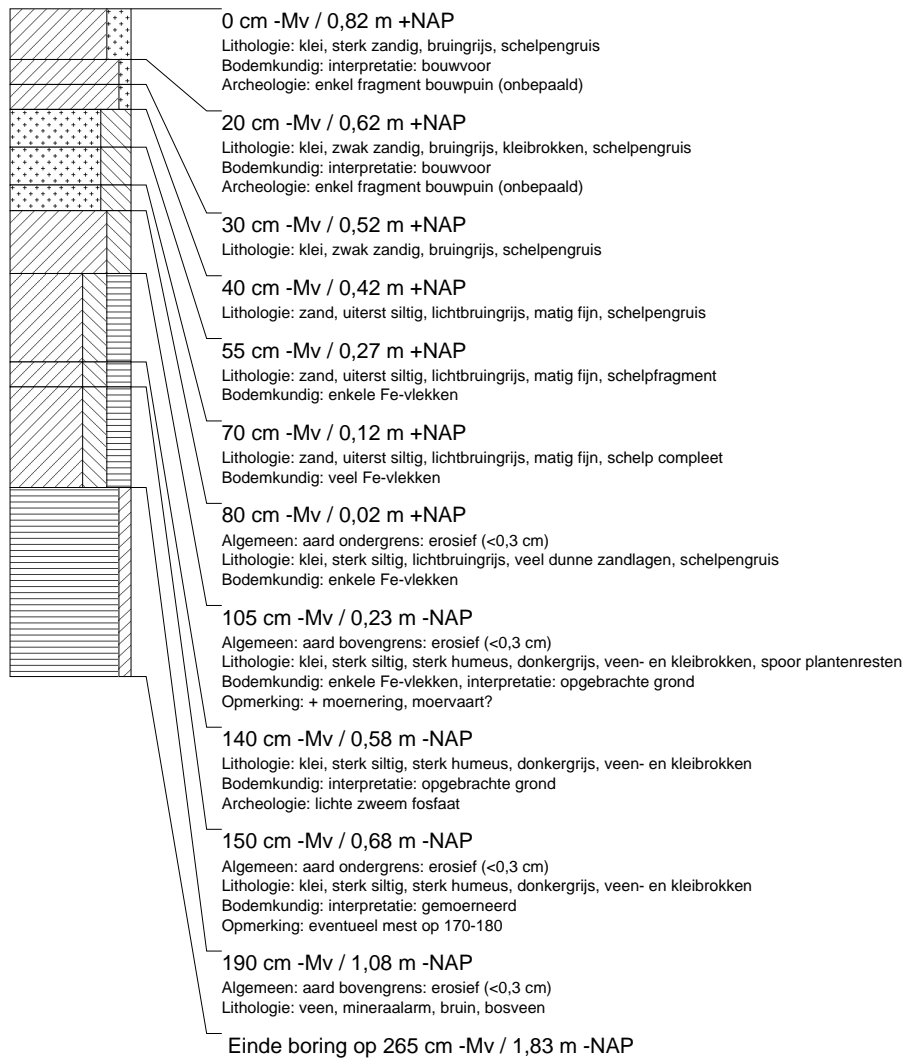 0 cm -Mv / 0,82 m +NAP
Lithologie: klei, sterk zandig, bruingrijs, schelpengruis
Bodemkundig: interpretatie: bouwvoor
Archeologie: enkel fragment bouwpuin (onbepaald)
20 cm -Mv / 0,62 m +NAP
Lithologie: klei, zwak zandig, bruingrijs, kleibrokken, schelpengruis
Bodemkundig: interpretatie: bouwvoor
Archeologie: enkel fragment bouwpuin (onbepaald)
30 cm -Mv / 0,52 m +NAP
Lithologie: klei, zwak zandig, bruingrijs, schelpengruis
40 cm -Mv / 0,42 m +NAP
Lithologie: zand, uiterst siltig, lichtbruingrijs, matig fijn, schelpengruis
55 cm -Mv / 0,27 m +NAP
Lithologie: zand, uiterst siltig, lichtbruingrijs, matig fijn, schelpfragment
Bodemkundig: enkele Fe-vlekken
70 cm -Mv / 0,12 m +NAP
Lithologie: zand, uiterst siltig, lichtbruingrijs, matig fijn, schelp compleet
Bodemkundig: veel Fe-vlekken
80 cm -Mv / 0,02 m +NAP
Algemeen: aard ondergrens: erosief (<0,3 cm)
Lithologie: klei, sterk siltig, lichtbruingrijs, veel dunne zandlagen, schelpengruis
Bodemkundig: enkele Fe-vlekken
105 cm -Mv / 0,23 m -NAP
Algemeen: aard bovengrens: erosief (<0,3 cm)
Lithologie: klei, sterk siltig, sterk humeus, donkergrijs, veen- en kleibrokken, spoor plantenresten
Bodemkundig: enkele Fe-vlekken, interpretatie: opgebrachte grond
Opmerking: + moernering, moervaart?
140 cm -Mv / 0,58 m -NAP
Lithologie: klei, sterk siltig, sterk humeus, donkergrijs, veen- en kleibrokken
Bodemkundig: interpretatie: opgebrachte grond
Archeologie: lichte zweem fosfaat
150 cm -Mv / 0,68 m -NAP
Algemeen: aard ondergrens: erosief (<0,3 cm)
Lithologie: klei, sterk siltig, sterk humeus, donkergrijs, veen- en kleibrokken
Bodemkundig: interpretatie: gemoerneerd
Opmerking: eventueel mest op 170-180
190 cm -Mv / 1,08 m -NAP
Algemeen: aard bovengrens: erosief (<0,3 cm)
Lithologie: veen, mineraalarm, bruin, bosveen
Einde boring op 265 cm -Mv / 1,83 m -NAP